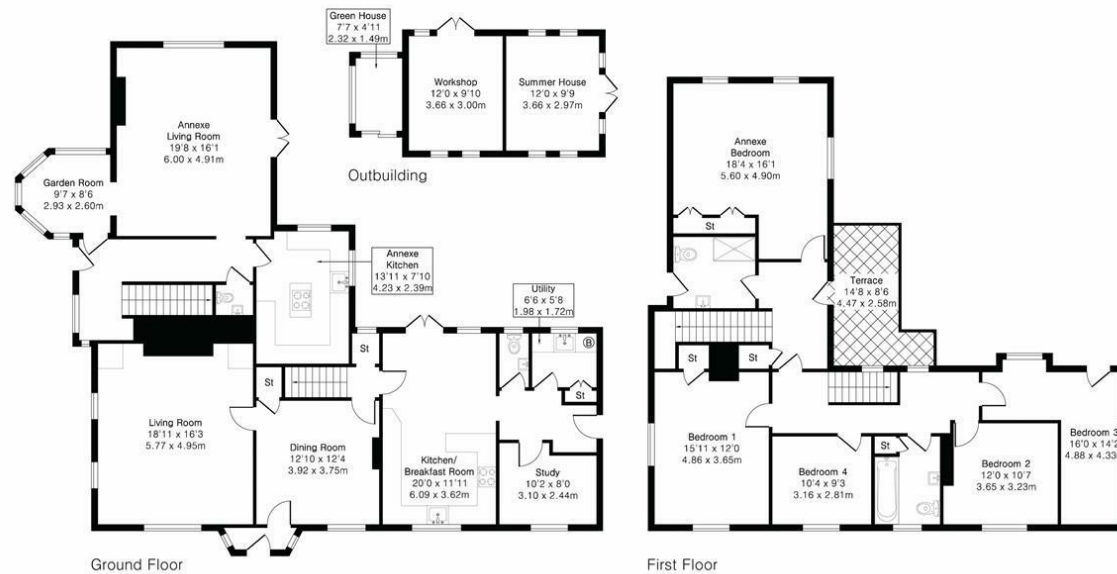 Green House
7'7 x 4'11
2.32 x 1.49m
Workshop
12'0 x 9'10
3.66 x 3.00m
Summer House
12'0 x 9'9
3.66 x 2.97m
Outbuilding
Annexe
Living Room
19'8 x 16'1
6.00 x 4.91m
Garden Room
9'7 x 8'6
2.93 x 2.60m
Annexe
Kitchen
13'11 x 7'10
4.23 x 2.39m
Utility
6'6 x 5'8
1.98 x 1.72m
B
St
St
St
Living Room
18'11 x 16'3
5.77 x 4.95m
Dining Room
12'10 x 12'4
3.92 x 3.75m
Kitchen/
Breakfast Room
20'0 x 11'11
6.09 x 3.62m
Study
10'2 x 8'0
3.10 x 2.44m
Ground Floor
Annexe
Bedroom
18'4 x 16'1
5.60 x 4.90m
St
Terrace
14'8 x 8'6
4.47 x 2.58m
St
St
Bedroom 1
15'11 x 12'0
4.86 x 3.65m
Bedroom 4
10'4 x 9'3
3.16 x 2.81m
St
Bedroom 2
12'0 x 10'7
3.65 x 3.23m
Bedroom 3
16'0 x 14'2
4.88 x 4.33
First Floor